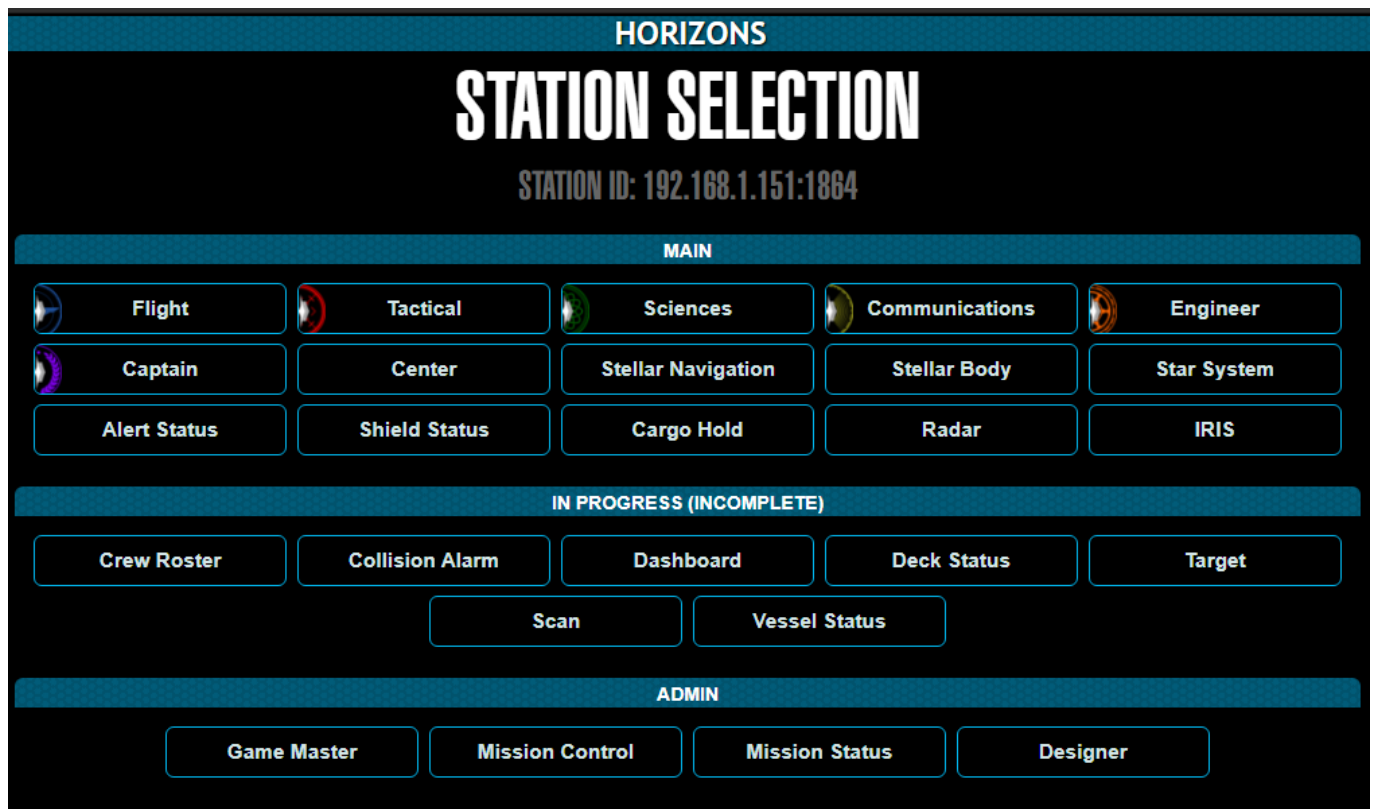 HORIZONS
STATION SELECTION
STATION ID: 192.168.1.151:1864
MAIN
Flight Tactical Sciences Communications Engineer
Captain Center Stellar Navigation Stellar Body Star System
Alert Status Shield Status Cargo Hold Radar IRIS
IN PROGRESS (INCOMPLETE)
Crew Roster Collision Alarm Dashboard Deck Status Target
Scan Vessel Status
ADMIN
Game Master Mission Control Mission Status Designer